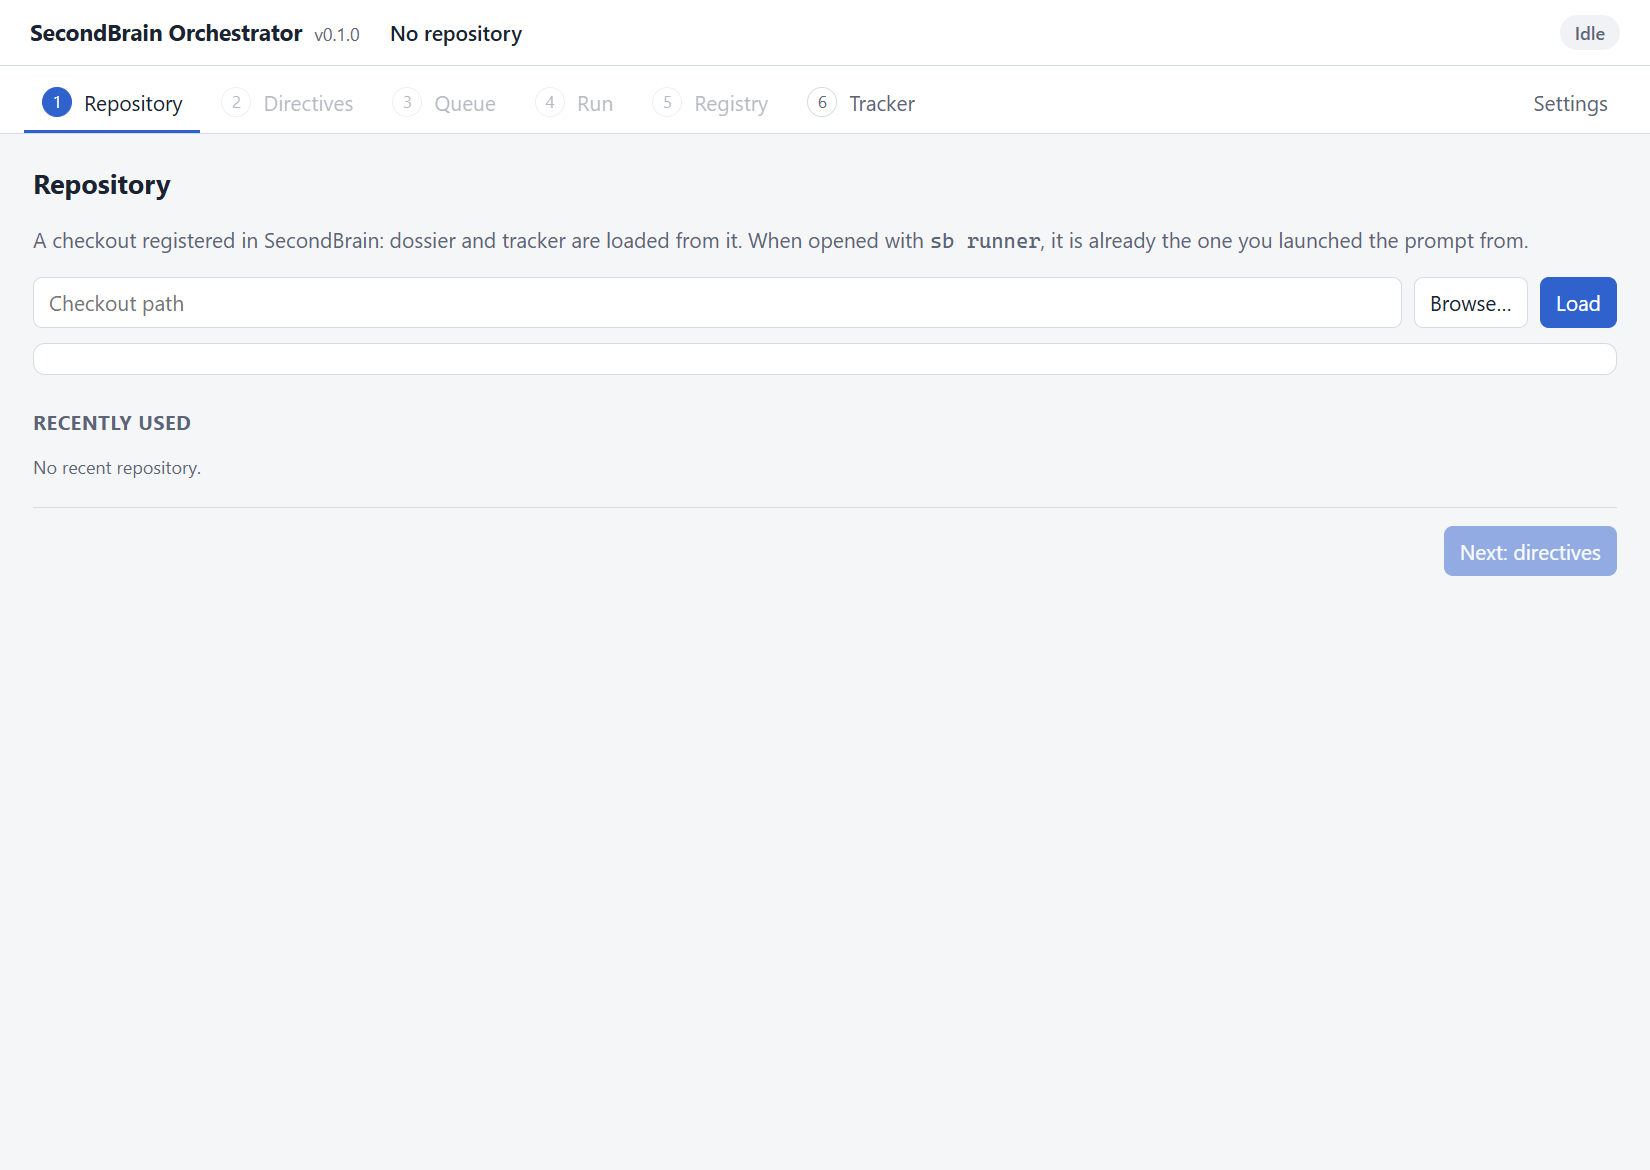 SecondBrain Orchestrator v0.1.0 No repository Idle
1 Repository 2 Directives 3 Queue 4 Run 5 Registry 6 Tracker Settings
Repository
A checkout registered in SecondBrain: dossier and tracker are loaded from it. When opened with sb runner, it is already the one you launched the prompt from.
Checkout path Browse... Load
RECENTLY USED
No recent repository.
Next: directives